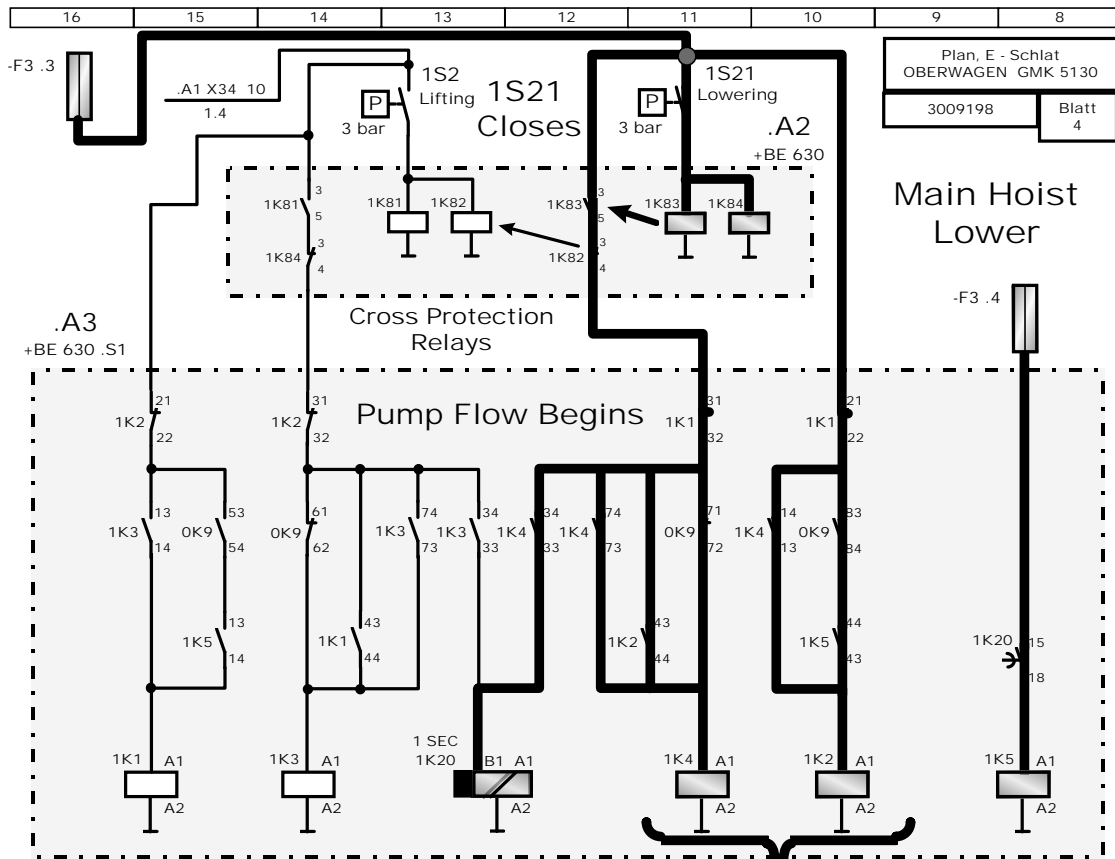 16 15 14 13 12 11 10 9 8
-F3 .3
.A1 X34 10
1.4
1S2
Lifting
P
3 bar
1S21
Closes
1S21
Lowering
P
3 bar
.A2
+BE 630
Plan, E - Schlat
OBERWAGEN GMK 5130
3009198
Blatt
4
Main Hoist
Lower
1K81 3 5
1K84 3 4
1K81
1K82
1K83 3 5
1K82 3 4
1K83
1K84
Cross Protection
Relays
-F3 .4
.A3
+BE 630 .S1
Pump Flow Begins
1K2 21 22
1K2 31 32
1K1 31 32
1K1 21 22
1K3 13 14
0K9 53 54
0K9 61 62
1K3 74 73
1K3 34 33
1K4 34 33
1K4 74 73
0K9 71 72
1K4 14 13
0K9 83 84
1K5 13 14
1K1 43 44
1K2 43 44
1K5 44 43
1K20 15 18
1K1 A1 A2
1K3 A1 A2
1 SEC
1K20 B1 A1 A2
1K4 A1 A2
1K2 A1 A2
1K5 A1 A2